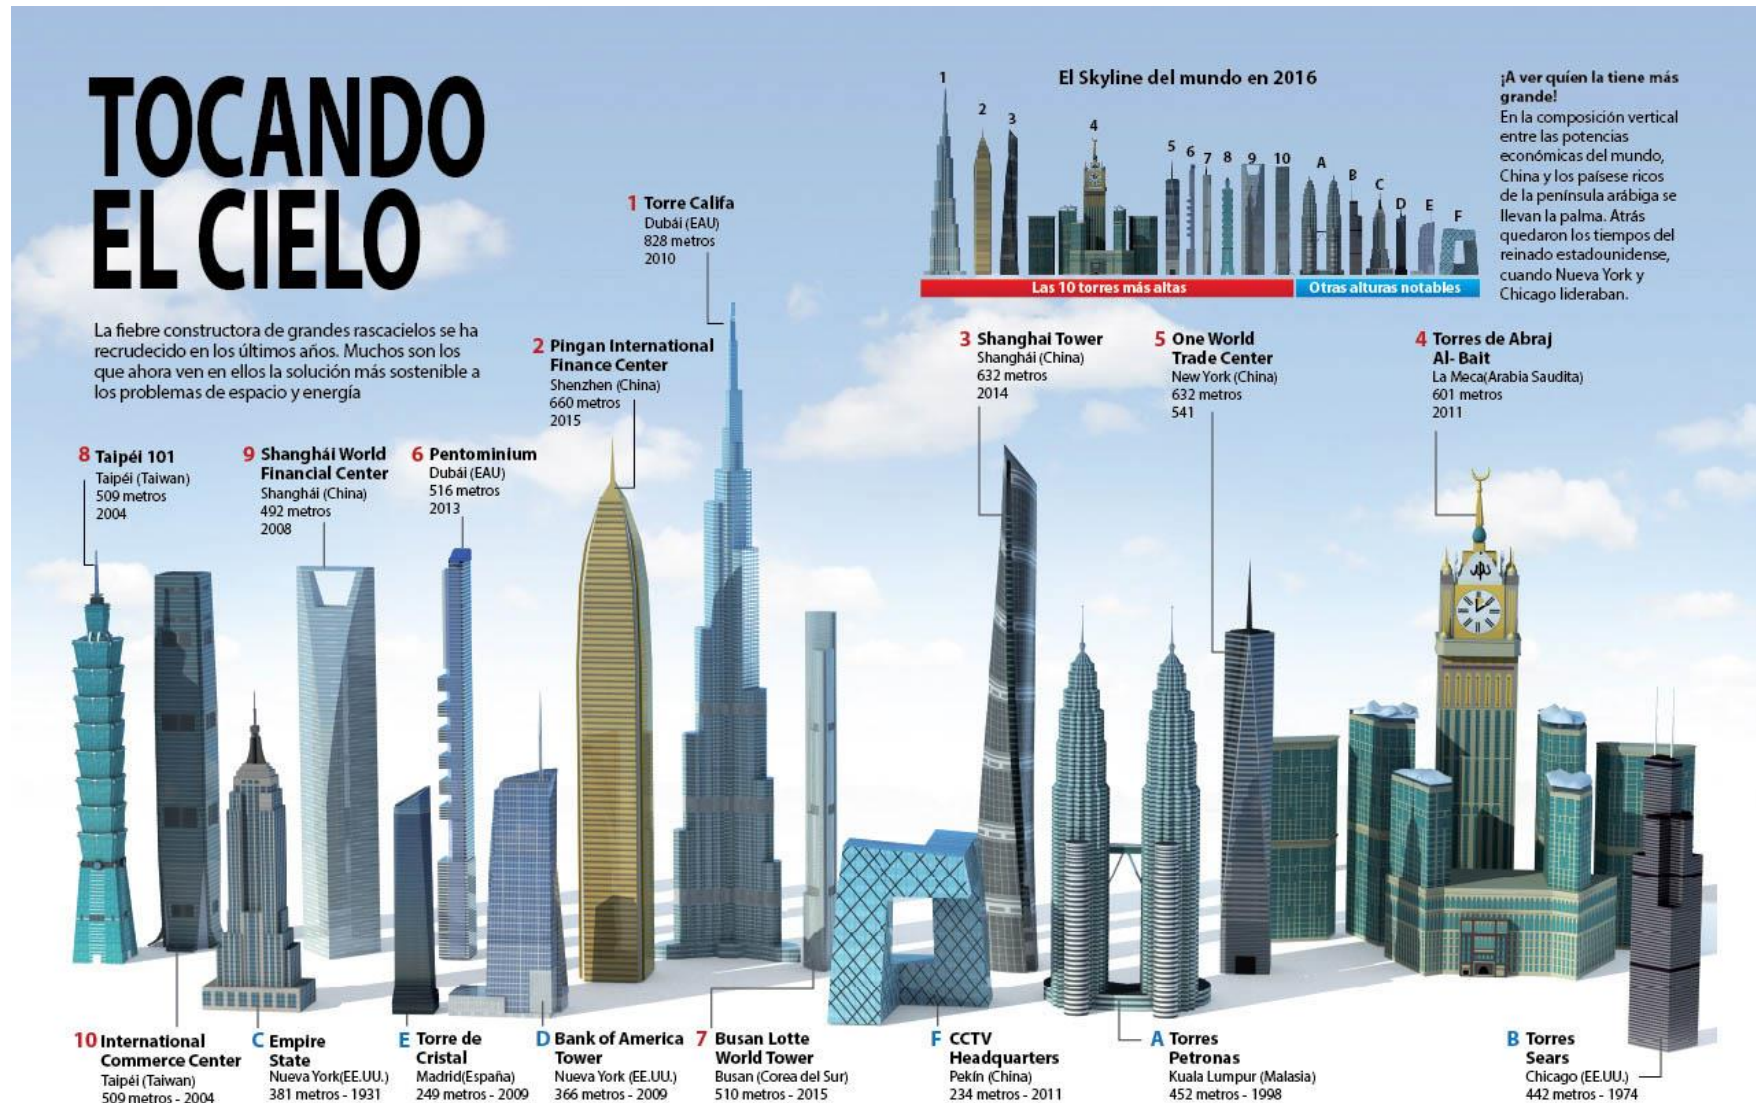 TOCANDO
EL CIELO
La fiebre constructora de grandes rascacielos se ha
recrudecido en los últimos años. Muchos son los
que ahora ven en ellos la solución más sostenible a
los problemas de espacio y energía
El Skyline del mundo en 2016
1
2
3
4
5
6
7
8
9
10
A
B
C
D
E
F
Las 10 torres más altas
Otras alturas notables
¡A ver quíen la tiene más
grande!
En la composición vertical
entre las potencias
económicas del mundo,
China y los paísese ricos
de la península arábiga se
llevan la palma. Atrás
quedaron los tiempos del
reinado estadounidense,
cuando Nueva York y
Chicago lideraban.
1 Torre Califa
Dubái (EAU)
828 metros
2010
2 Pingan International
Finance Center
Shenzhen (China)
660 metros
2015
3 Shanghai Tower
Shanghái (China)
632 metros
2014
5 One World
Trade Center
New York (China)
632 metros
541
4 Torres de Abraj
Al- Bait
La Meca(Arabia Saudita)
601 metros
2011
8 Taipéi 101
Taipéi (Taiwan)
509 metros
2004
9 Shanghái World
Financial Center
Shanghái (China)
492 metros
2008
6 Pentominium
Dubái (EAU)
516 metros
2013
10 International
Commerce Center
Taipéi (Taiwan)
509 metros - 2004
C Empire
State
Nueva York(EE.UU.)
381 metros - 1931
E Torre de
Cristal
Madrid(España)
249 metros - 2009
D Bank of America
Tower
Nueva York (EE.UU.)
366 metros - 2009
7 Busan Lotte
World Tower
Busan (Corea del Sur)
510 metros - 2015
F CCTV
Headquarters
Pekín (China)
234 metros - 2011
A Torres
Petronas
Kuala Lumpur (Malasia)
452 metros - 1998
B Torres
Sears
Chicago (EE.UU.)
442 metros - 1974